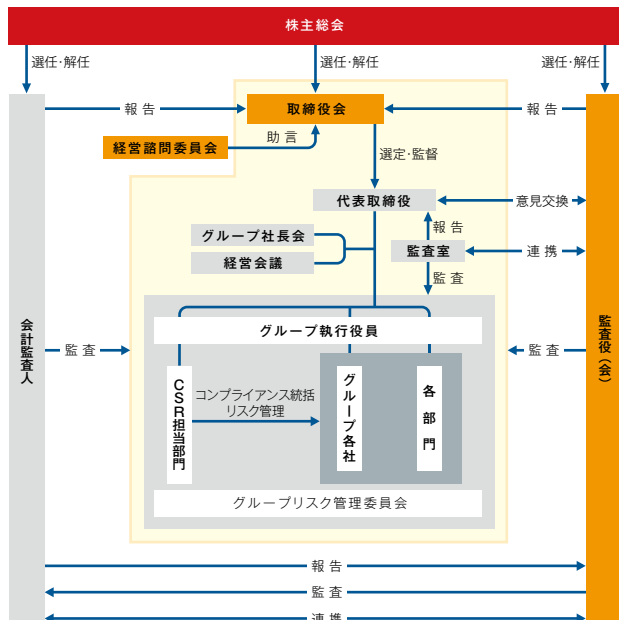 株主総会
選任・解任
選任・解任
選任・解任
報告
取締役会
報告
助言
経営諮問委員会
選定・監督
代表取締役
意見交換
グループ社長会
報告
経営会議
監査室
連携
監査
会計監査人
監査
グループ執行役員
監査
監査役（会）
CSR担当部門
コンプライアンス統括
リスク管理
グループ各社
各部門
グループリスク管理委員会
報告
監査
連携